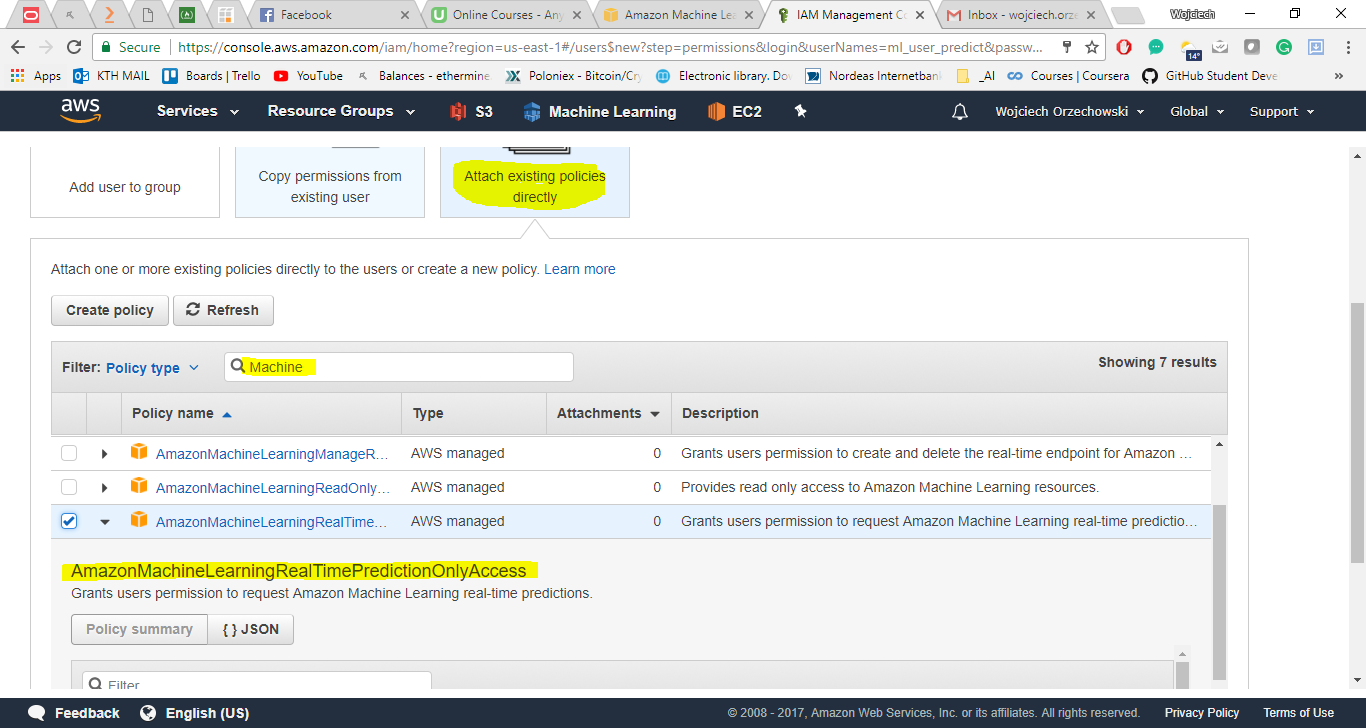 Facebook
Online Courses - Any
Amazon Machine Le
IAM Management Co
Inbox - wojciech.orze
Wojciech
Secure
https://console.aws.amazon.com/iam/home?region=us-east-1#/users$new?step=permissions&login&userNames=ml_user_predict&passw...
14°
Apps
KTH MAIL
Boards | Trello
YouTube
Balances - ethermine.
Poloniex - Bitcoin/Cry
Electronic library. Do
Nordeas Internetbank
_AI
Courses | Coursera
GitHub Student Deve
»
aws
Services
Resource Groups
S3
Machine Learning
EC2
Wojciech Orzechowski
Global
Support
Add user to group
Copy permissions from
existing user
Attach existing policies
directly
Attach one or more existing policies directly to the users or create a new policy. Learn more
Create policy
Refresh
Filter: Policy type
Machine
Showing 7 results
Policy name
Type
Attachments
Description
AmazonMachineLearningManageR...
AWS managed
0
Grants users permission to create and delete the real-time endpoint for Amazon ...
AmazonMachineLearningReadOnly...
AWS managed
0
Provides read only access to Amazon Machine Learning resources.
AmazonMachineLearningRealTime...
AWS managed
0
Grants users permission to request Amazon Machine Learning real-time predictio...
AmazonMachineLearningRealTimePredictionOnlyAccess
Grants users permission to request Amazon Machine Learning real-time predictions.
Policy summary
{ } JSON
Filter
Feedback
English (US)
© 2008 - 2017, Amazon Web Services, Inc. or its affiliates. All rights reserved.
Privacy Policy
Terms of Use